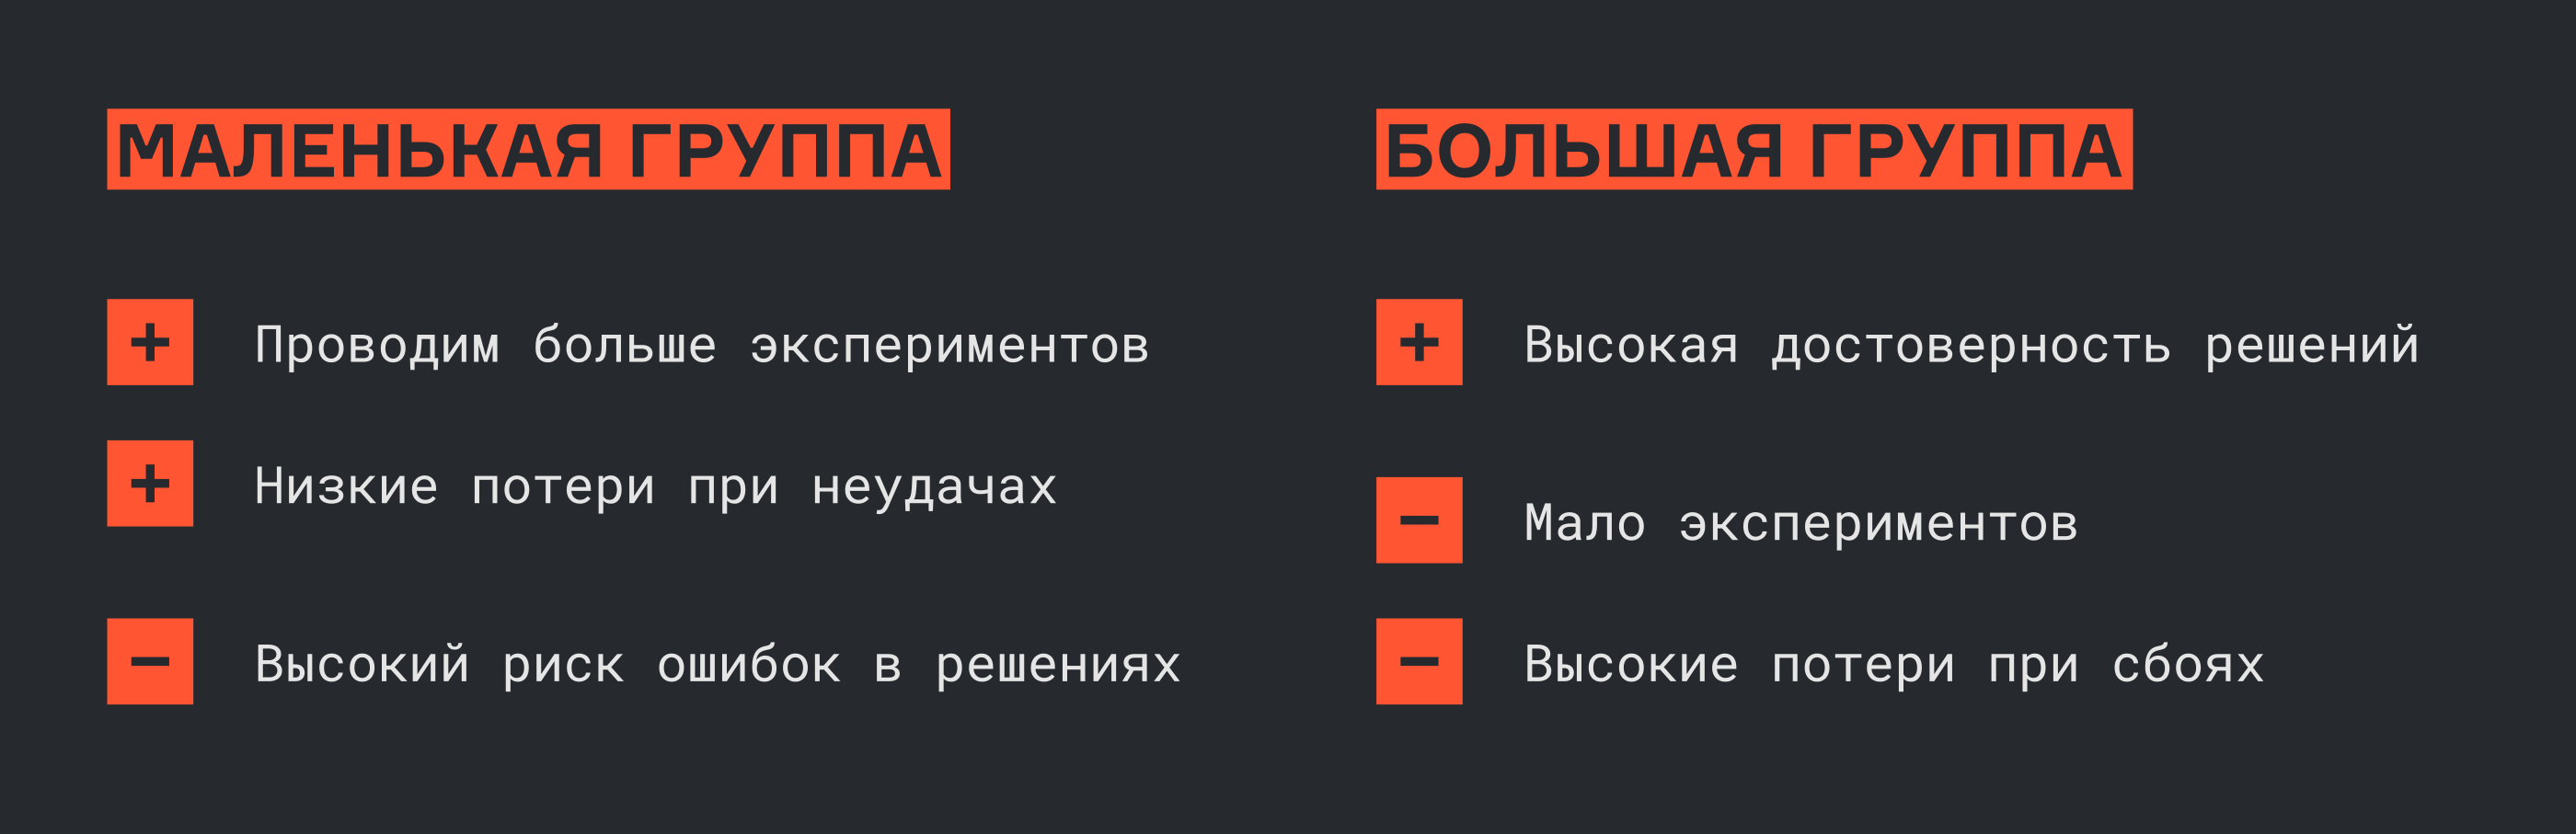 МАЛЕНЬКАЯ ГРУППА
+ Проводим больше экспериментов
+ Низкие потери при неудачах
− Высокий риск ошибок в решениях
БОЛЬШАЯ ГРУППА
+ Высокая достоверность решений
− Мало экспериментов
− Высокие потери при сбоях